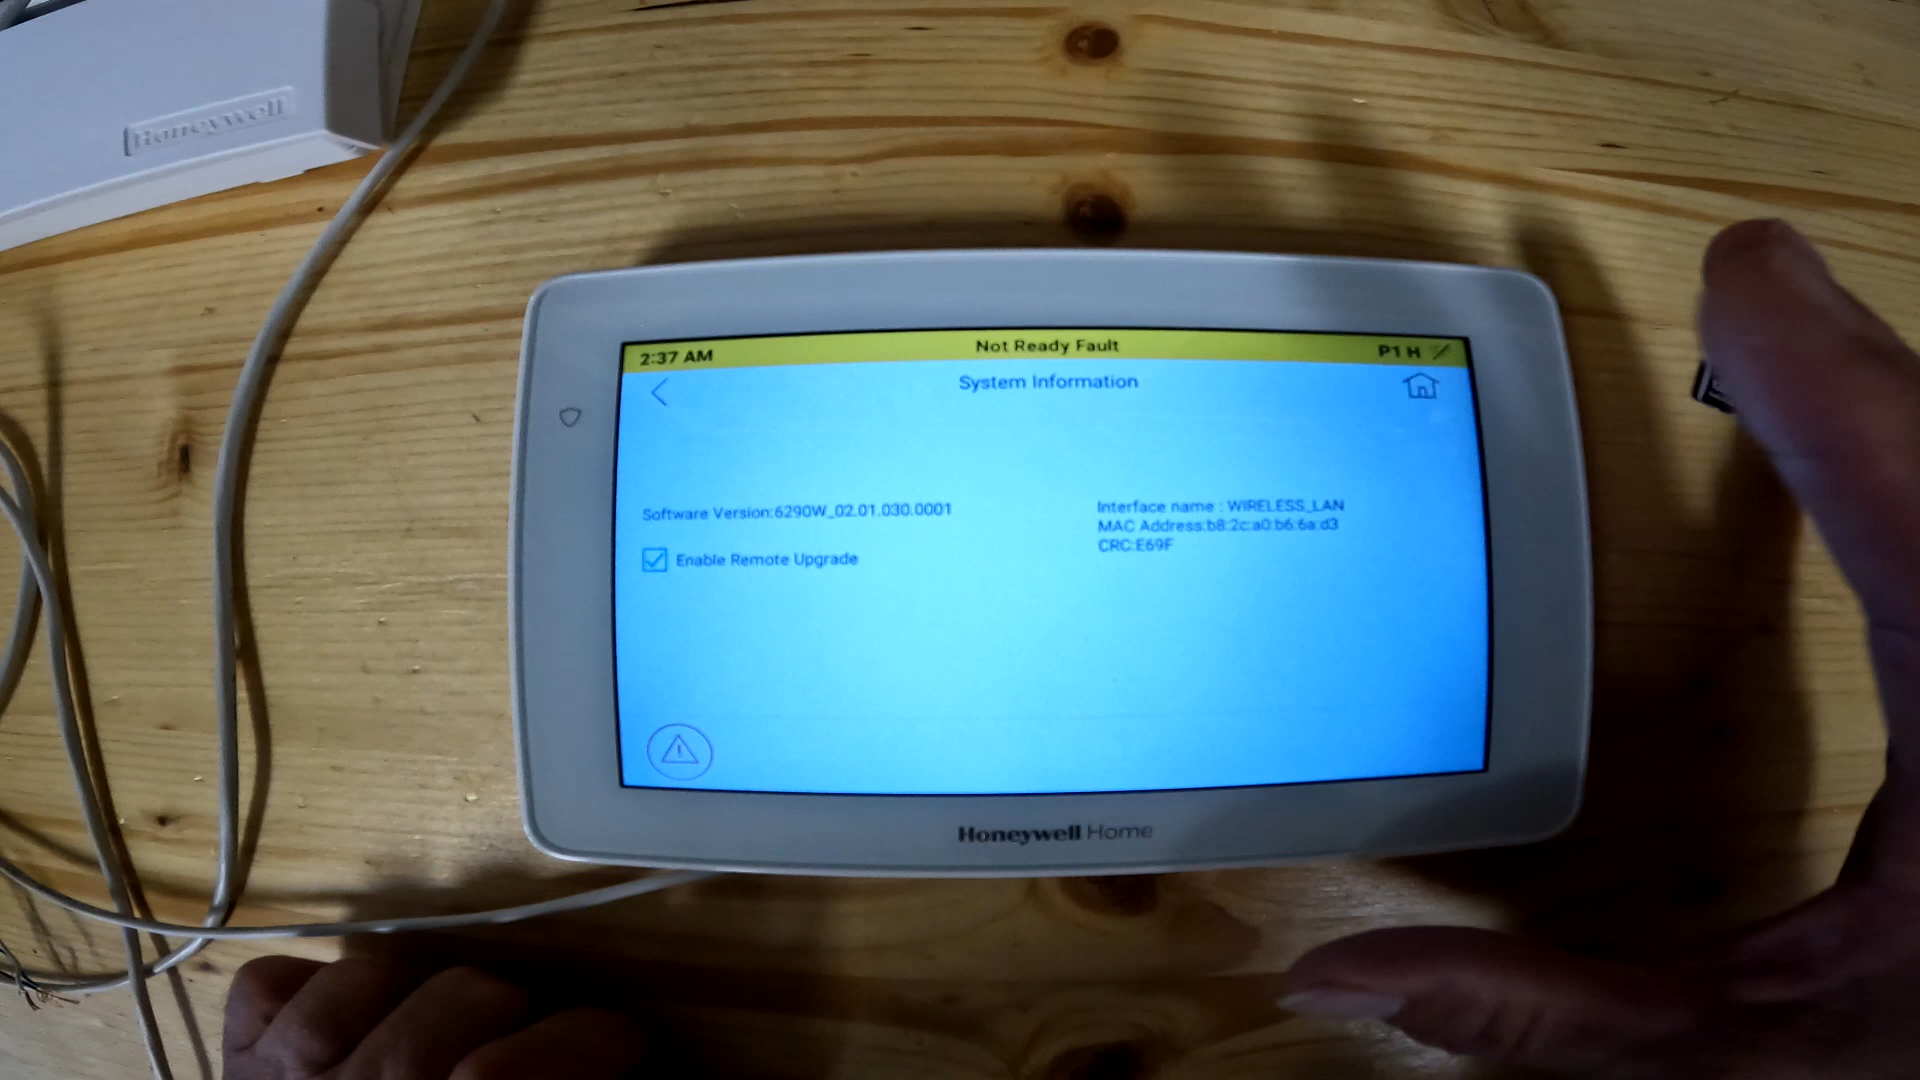 Honeywell
2:37 AM
Not Ready Fault
P1 H
System Information
Software Version:6290W_02.01.030.0001
Enable Remote Upgrade
Interface name : WIRELESS_LAN
MAC Address:b8:2c:a0:b6:6a:d3
CRC:E69F
Honeywell Home